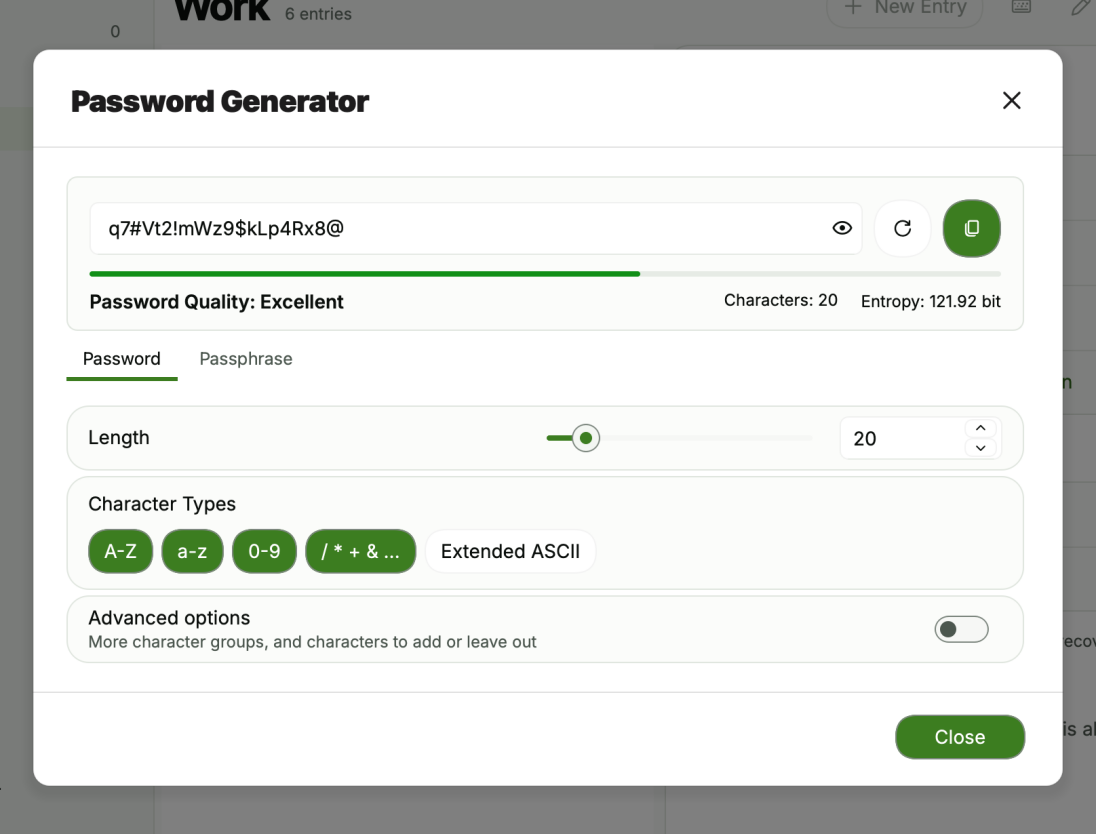 Work 6 entries
+ New Entry
0
Password Generator
q7#Vt2!mWz9$kLp4Rx8@
Password Quality: Excellent
Characters: 20 Entropy: 121.92 bit
Password Passphrase
Length
20
Character Types
A-Z a-z 0-9 / * + & ... Extended ASCII
Advanced options
More character groups, and characters to add or leave out
Close